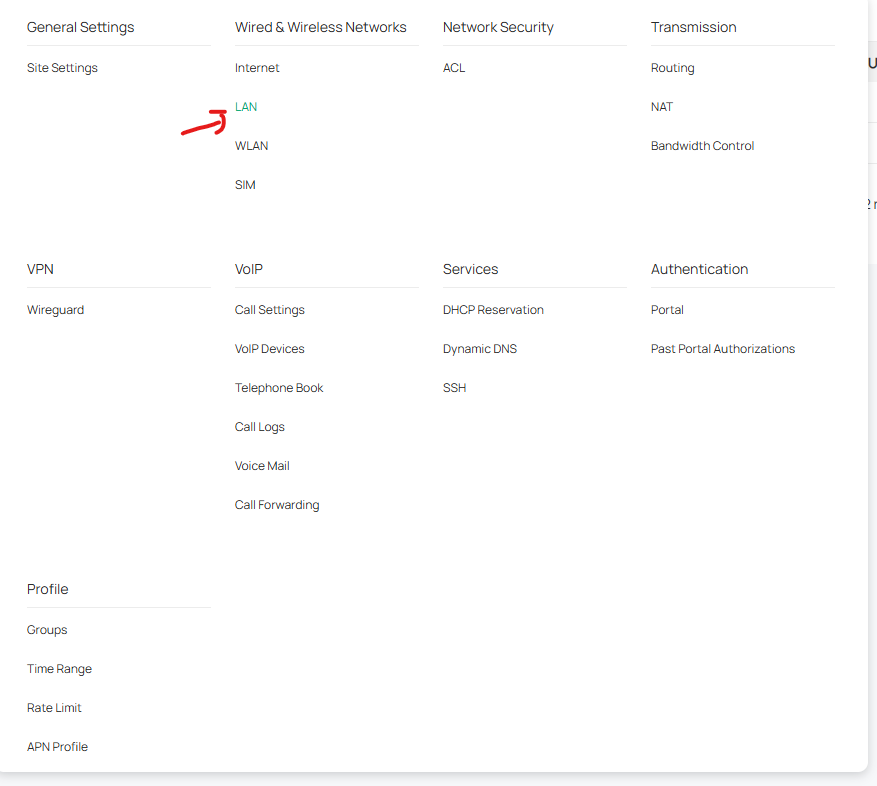 General Settings
Site Settings
Wired & Wireless Networks
Internet
LAN
WLAN
SIM
Network Security
ACL
Transmission
Routing
NAT
Bandwidth Control
VPN
Wireguard
VoIP
Call Settings
VoIP Devices
Telephone Book
Call Logs
Voice Mail
Call Forwarding
Services
DHCP Reservation
Dynamic DNS
SSH
Authentication
Portal
Past Portal Authorizations
Profile
Groups
Time Range
Rate Limit
APN Profile